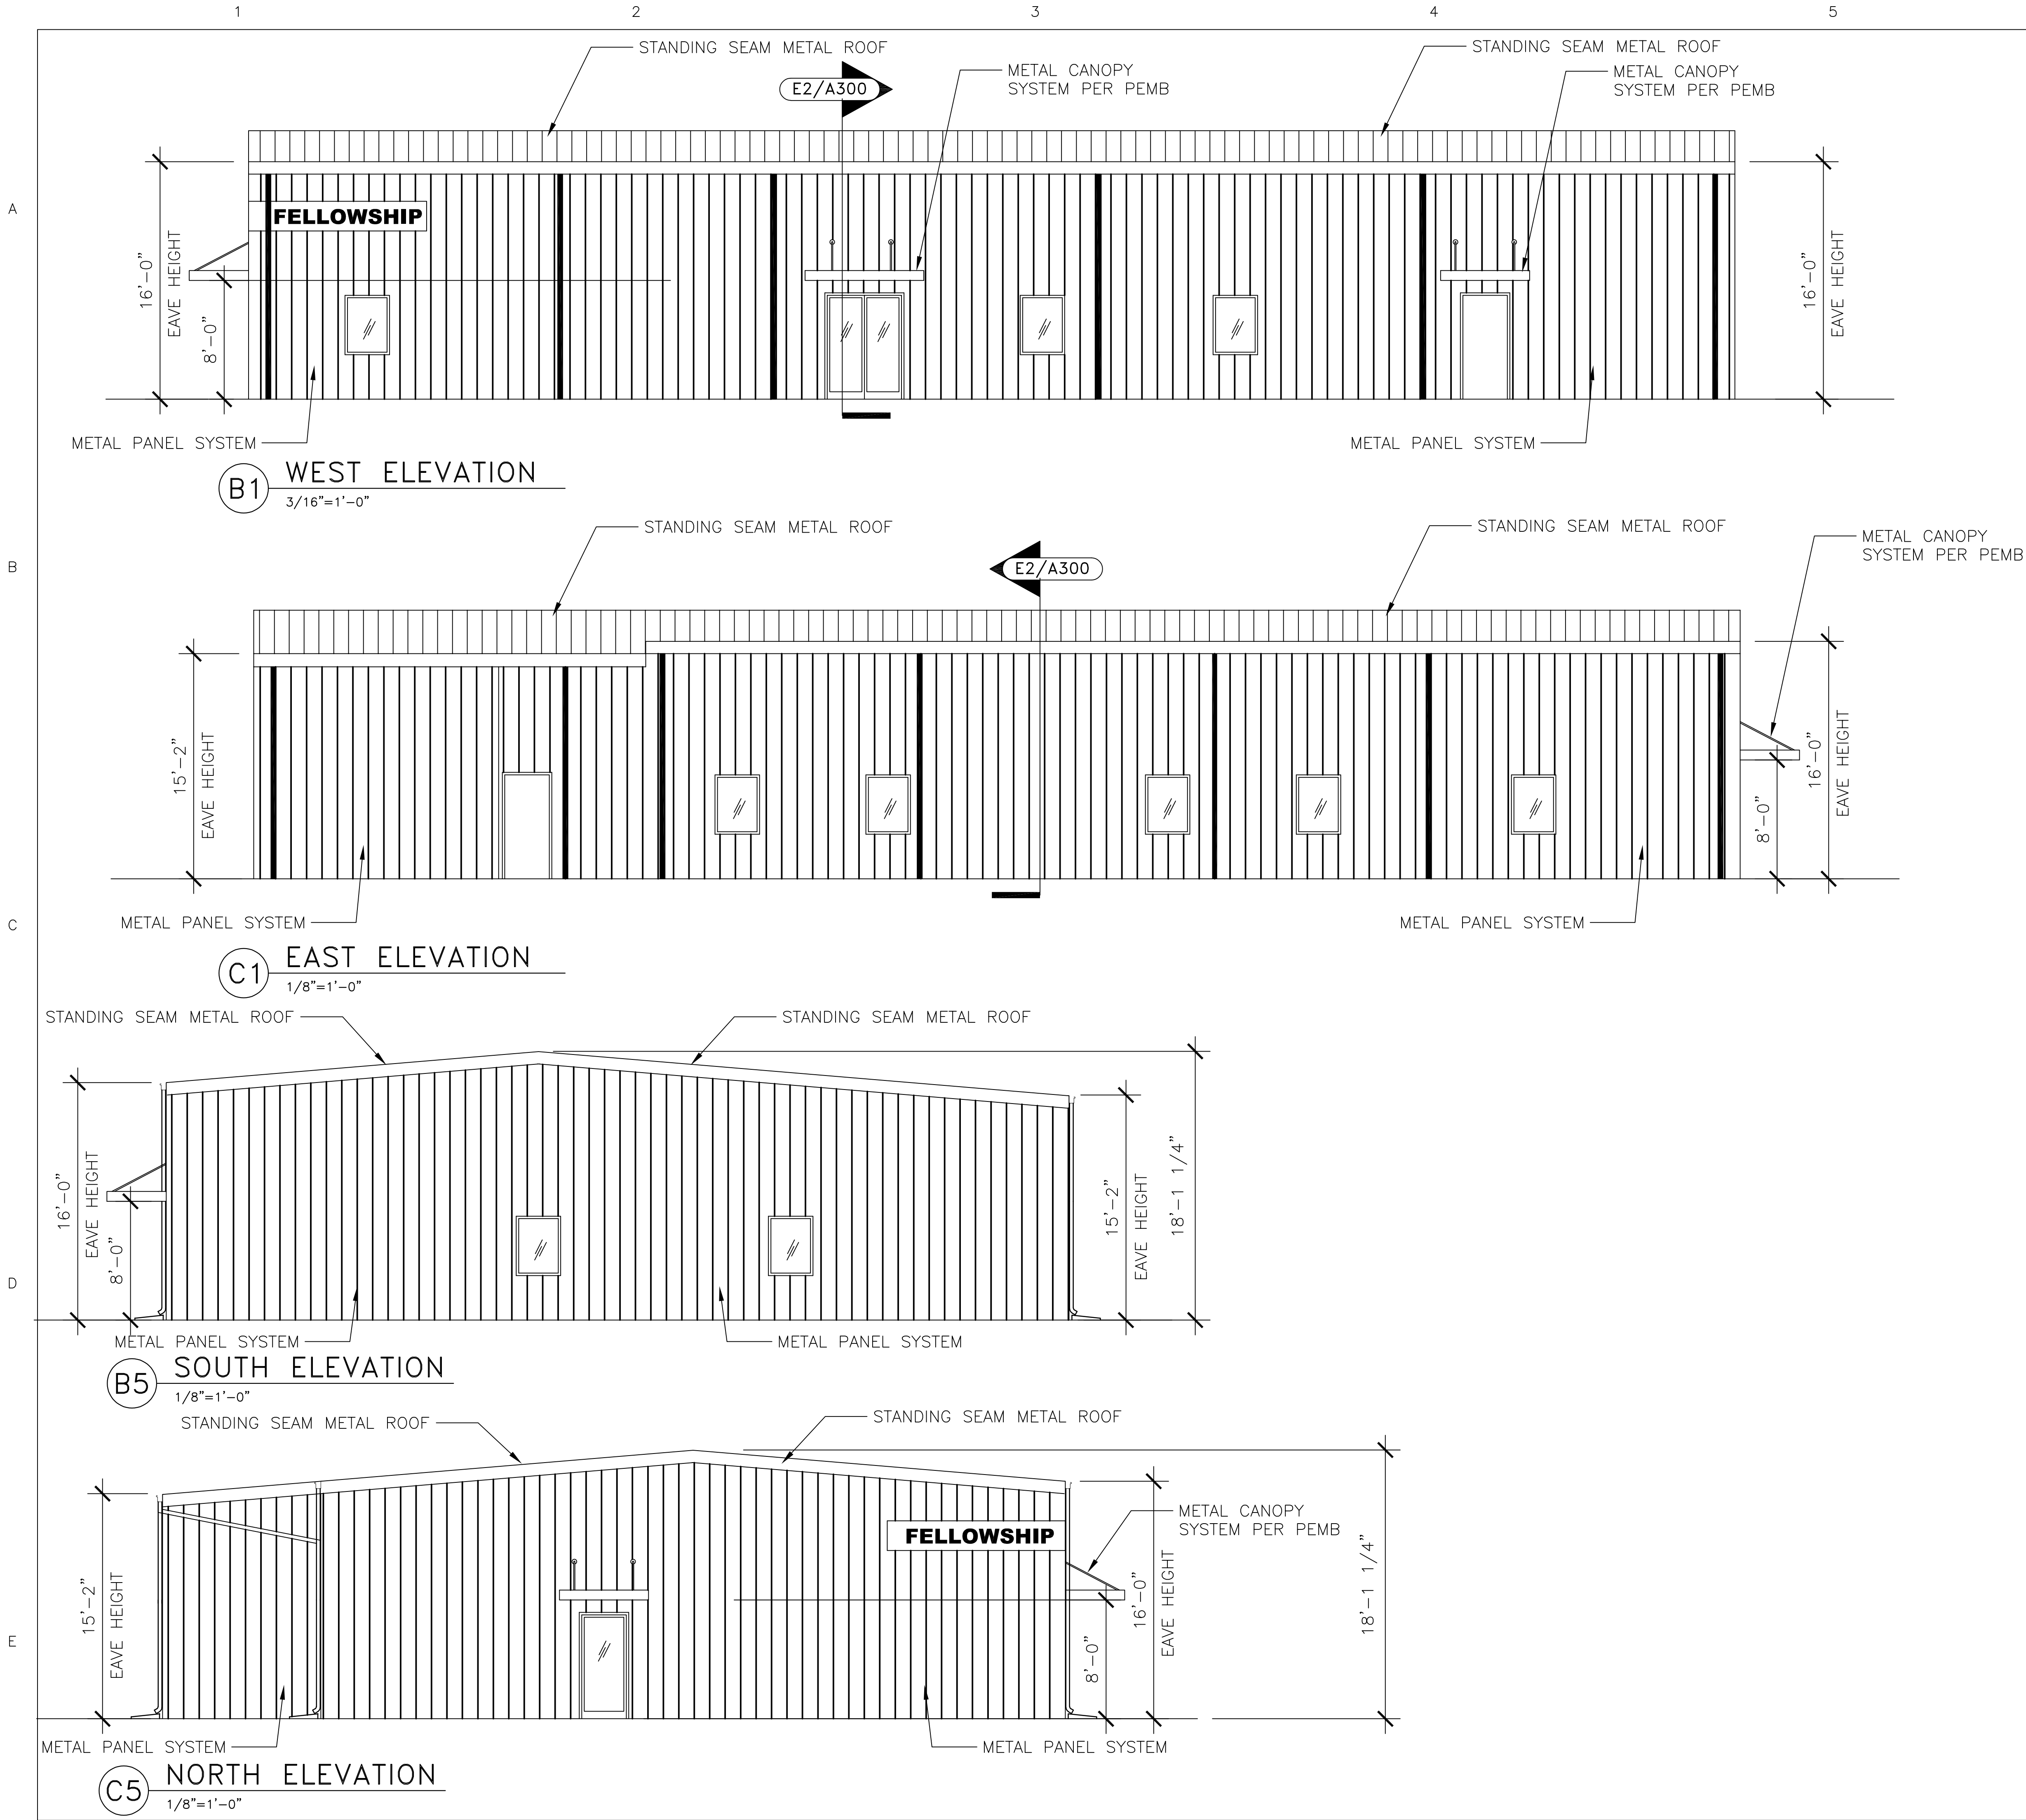 1 2 3 4 5
STANDING SEAM METAL ROOF
STANDING SEAM METAL ROOF
E2/A300
METAL CANOPY
SYSTEM PER PEMB
METAL CANOPY
SYSTEM PER PEMB
A
FELLOWSHIP
16'-0"
EAVE HEIGHT
8'-0"
16'-0"
EAVE HEIGHT
METAL PANEL SYSTEM
METAL PANEL SYSTEM
B1
WEST ELEVATION
3/16"=1'-0"
STANDING SEAM METAL ROOF
STANDING SEAM METAL ROOF
METAL CANOPY
SYSTEM PER PEMB
B
E2/A300
15'-2"
EAVE HEIGHT
16'-0"
EAVE HEIGHT
8'-0"
METAL PANEL SYSTEM
METAL PANEL SYSTEM
C
C1
EAST ELEVATION
1/8"=1'-0"
STANDING SEAM METAL ROOF
STANDING SEAM METAL ROOF
16'-0"
EAVE HEIGHT
8'-0"
15'-2"
EAVE HEIGHT
18'-1 1/4"
D
METAL PANEL SYSTEM
METAL PANEL SYSTEM
B5
SOUTH ELEVATION
1/8"=1'-0"
STANDING SEAM METAL ROOF
STANDING SEAM METAL ROOF
METAL CANOPY
SYSTEM PER PEMB
FELLOWSHIP
15'-2"
EAVE HEIGHT
8'-0"
16'-0"
EAVE HEIGHT
18'-1 1/4"
E
METAL PANEL SYSTEM
METAL PANEL SYSTEM
C5
NORTH ELEVATION
1/8"=1'-0"